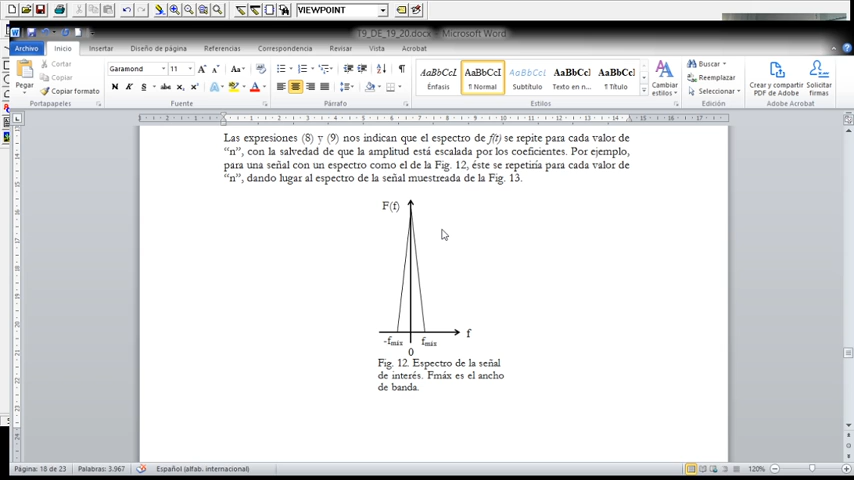 VIEWPOINT
T9_DE_19_20.docx - Microsoft Word
Archivo Inicio Insertar Diseño de página Referencias Correspondencia Revisar Vista Acrobat
Pegar
Cortar
Copiar
Copiar formato
Portapapeles
Garamond 11
Fuente
Párrafo
AaBbCcL AaBbCcI AaBbCcL AaBbCc AaBbCcI
Énfasis ¶ Normal Subtítulo Texto en n... ¶ Título
Cambiar estilos
Estilos
Buscar
Reemplazar
Seleccionar
Edición
Crear y compartir PDF de Adobe
Solicitar firmas
Adobe Acrobat
Las expresiones (8) y (9) nos indican que el espectro de f(t) se repite para cada valor de
“n”, con la salvedad de que la amplitud está escalada por los coeficientes. Por ejemplo,
para una señal con un espectro como el de la Fig. 12, éste se repetiría para cada valor de
“n”, dando lugar al espectro de la señal muestreada de la Fig. 13.
F(f)
f
-fmáx fmáx
0
Fig. 12. Espectro de la señal
de interés. Fmáx es el ancho
de banda.
Página: 18 de 23 Palabras: 3.967 Español (alfab. internacional) 120%